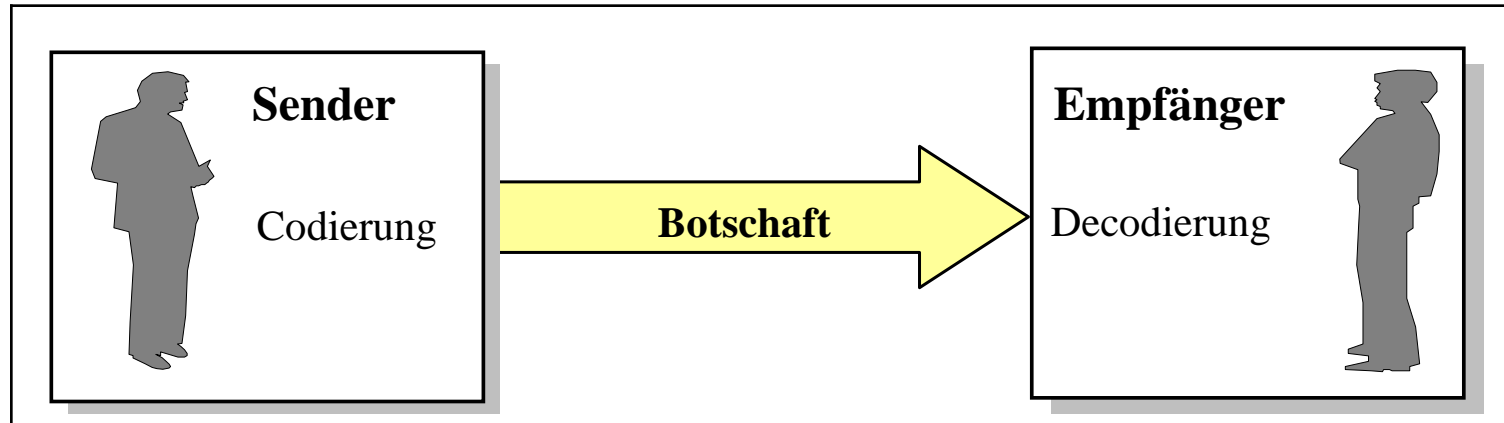 Sender
Codierung
Botschaft
Empfänger
Decodierung